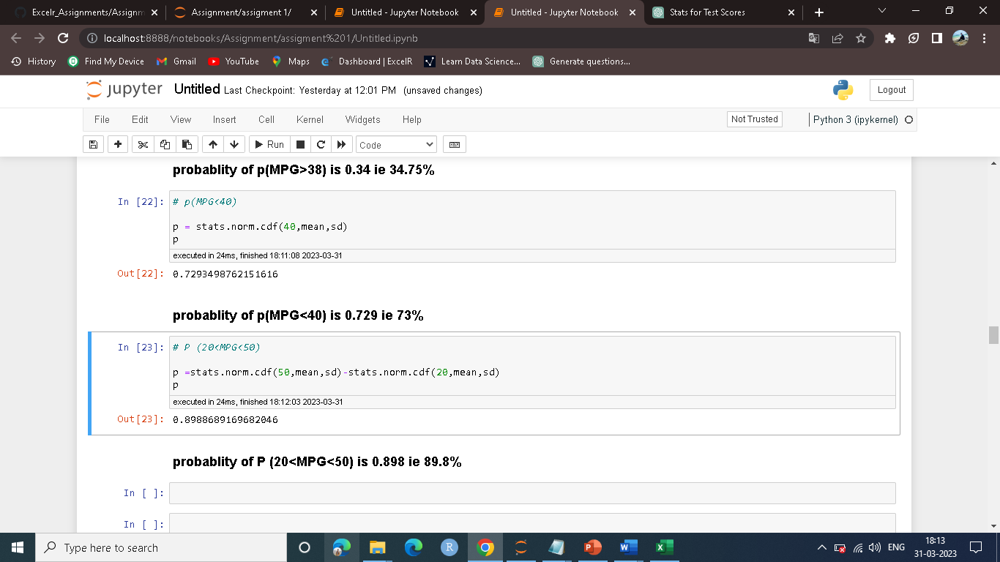 Excelr_Assignments/Assignm
Assignment/assigment 1/
Untitled - Jupyter Notebook
Untitled - Jupyter Notebook
Stats for Test Scores
localhost:8888/notebooks/Assignment/assigment%201/Untitled.ipynb
History
Find My Device
Gmail
YouTube
Maps
Dashboard | ExcelR
Learn Data Science...
Generate questions...
jupyter Untitled Last Checkpoint: Yesterday at 12:01 PM (unsaved changes)
Logout
File Edit View Insert Cell Kernel Widgets Help
Not Trusted
Python 3 (ipykernel)
Run
Code
probablity of p(MPG>38) is 0.34 ie 34.75%
In [22]: # p(MPG<40)
p = stats.norm.cdf(40,mean,sd)
p
executed in 24ms, finished 18:11:08 2023-03-31
Out[22]: 0.7293498762151616
probablity of p(MPG<40) is 0.729 ie 73%
In [23]: # P (20<MPG<50)
p =stats.norm.cdf(50,mean,sd)-stats.norm.cdf(20,mean,sd)
p
executed in 24ms, finished 18:12:03 2023-03-31
Out[23]: 0.8988689169682046
probablity of P (20<MPG<50) is 0.898 ie 89.8%
In [ ]:
In [ ]:
Type here to search
R
ENG
18:13
31-03-2023